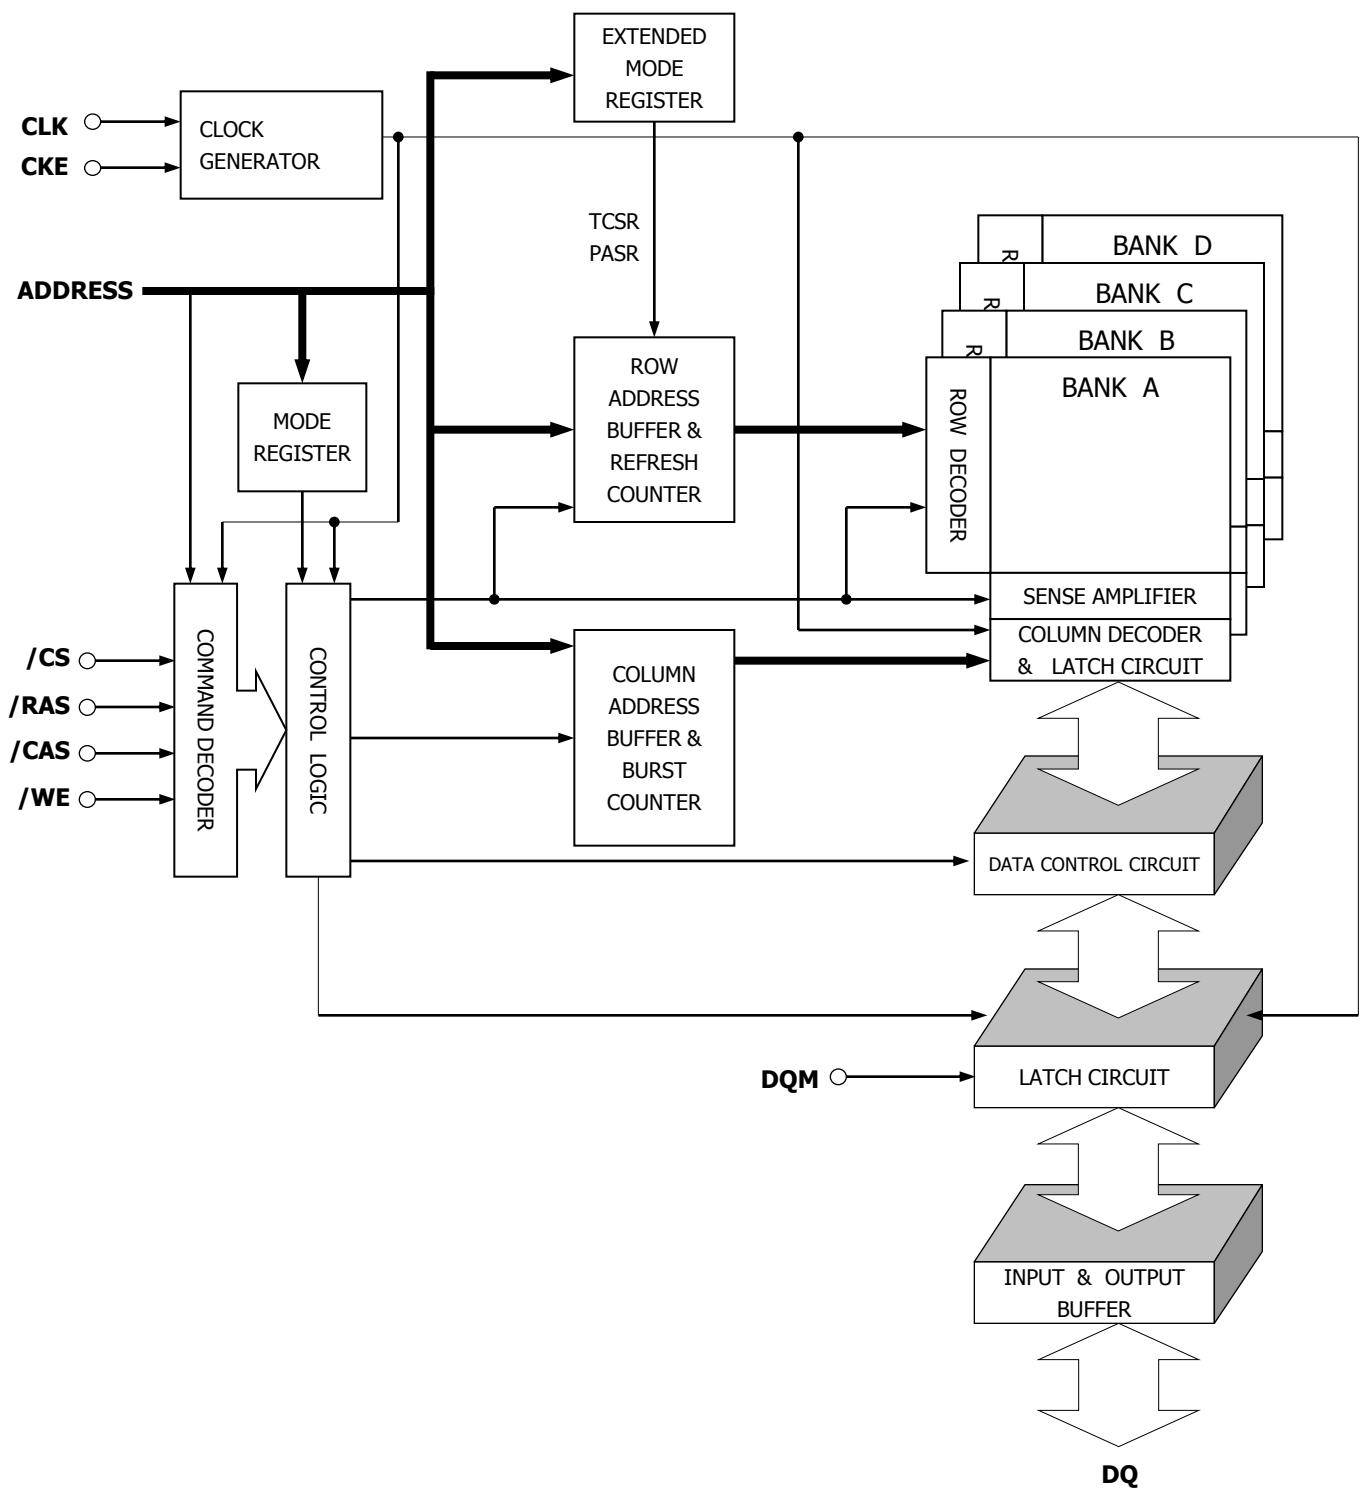 EXTENDED
MODE
REGISTER
CLK
CKE
CLOCK
GENERATOR
TCSR
PASR
ADDRESS
BANK D
R
BANK C
R
BANK B
R
BANK A
ROW DECODER
MODE
REGISTER
ROW
ADDRESS
BUFFER &
REFRESH
COUNTER
SENSE AMPLIFIER
COLUMN DECODER
& LATCH CIRCUIT
/CS
/RAS
/CAS
/WE
COMMAND DECODER
CONTROL LOGIC
COLUMN
ADDRESS
BUFFER &
BURST
COUNTER
DATA CONTROL CIRCUIT
DQM
LATCH CIRCUIT
INPUT & OUTPUT
BUFFER
DQ